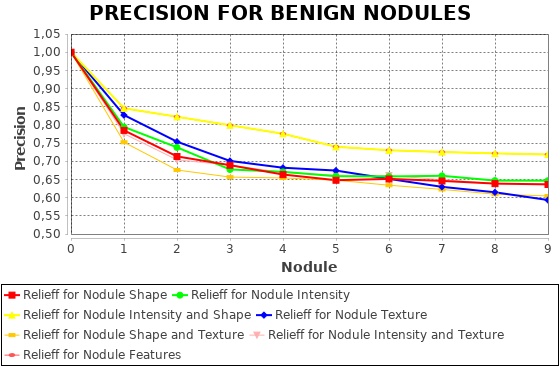 PRECISION FOR BENIGN NODULES
1,05
1,00
0,95
0,90
0,85
0,80
0,75
0,70
0,65
0,60
0,55
0,50
Precision
0 1 2 3 4 5 6 7 8 9
Nodule
Relieff for Nodule Shape Relieff for Nodule Intensity
Relieff for Nodule Intensity and Shape Relieff for Nodule Texture
Relieff for Nodule Shape and Texture Relieff for Nodule Intensity and Texture
Relieff for Nodule Features